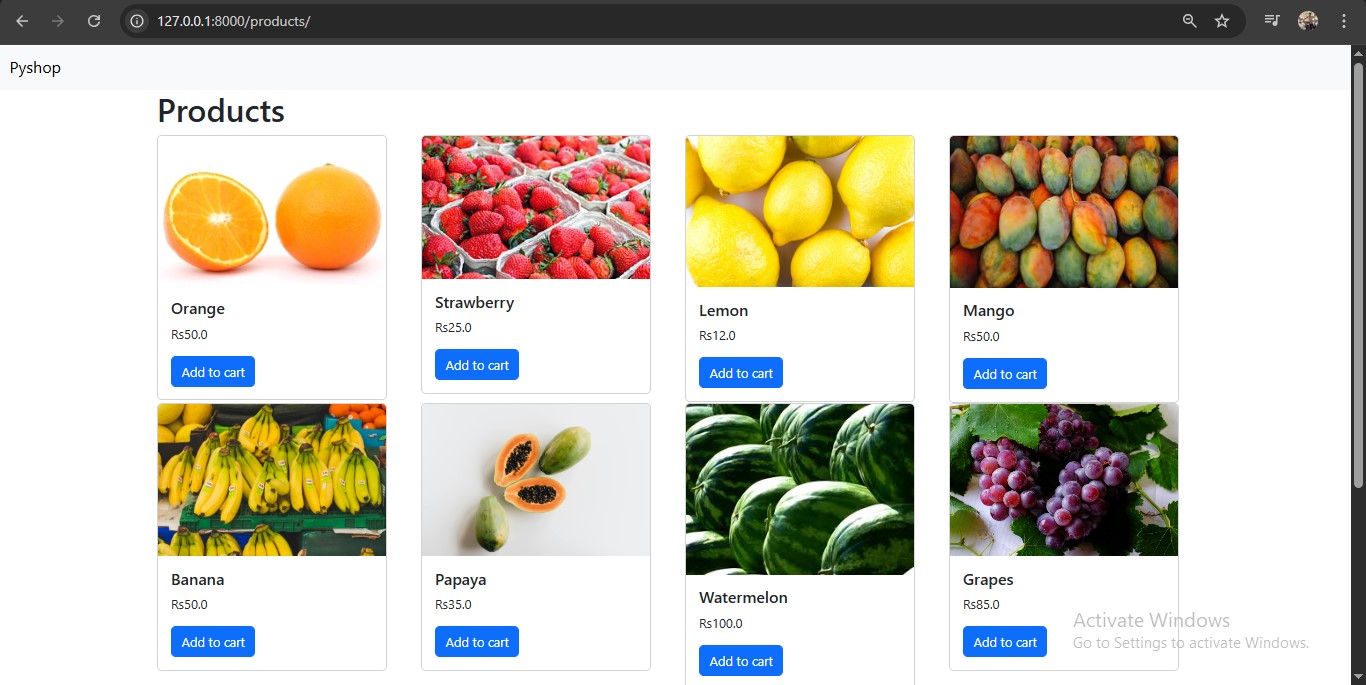 127.0.0.1:8000/products/
Pyshop
Products
Orange
Rs50.0
Add to cart
Strawberry
Rs25.0
Add to cart
Lemon
Rs12.0
Add to cart
Mango
Rs50.0
Add to cart
Banana
Rs50.0
Add to cart
Papaya
Rs35.0
Add to cart
Watermelon
Rs100.0
Add to cart
Grapes
Rs85.0
Add to cart
Activate Windows
Go to Settings to activate Windows.